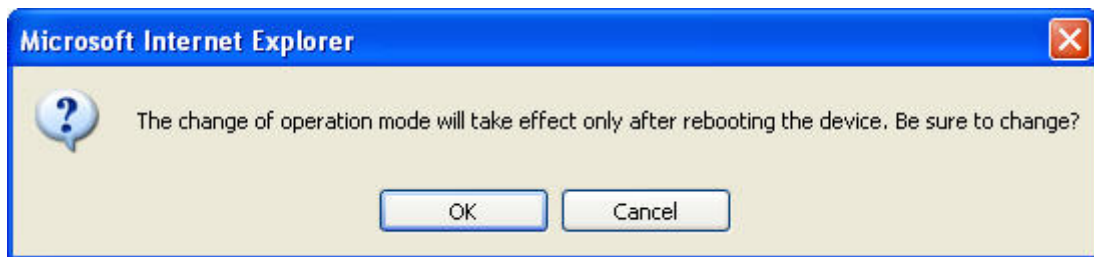 Microsoft Internet Explorer
The change of operation mode will take effect only after rebooting the device. Be sure to change?
OK Cancel